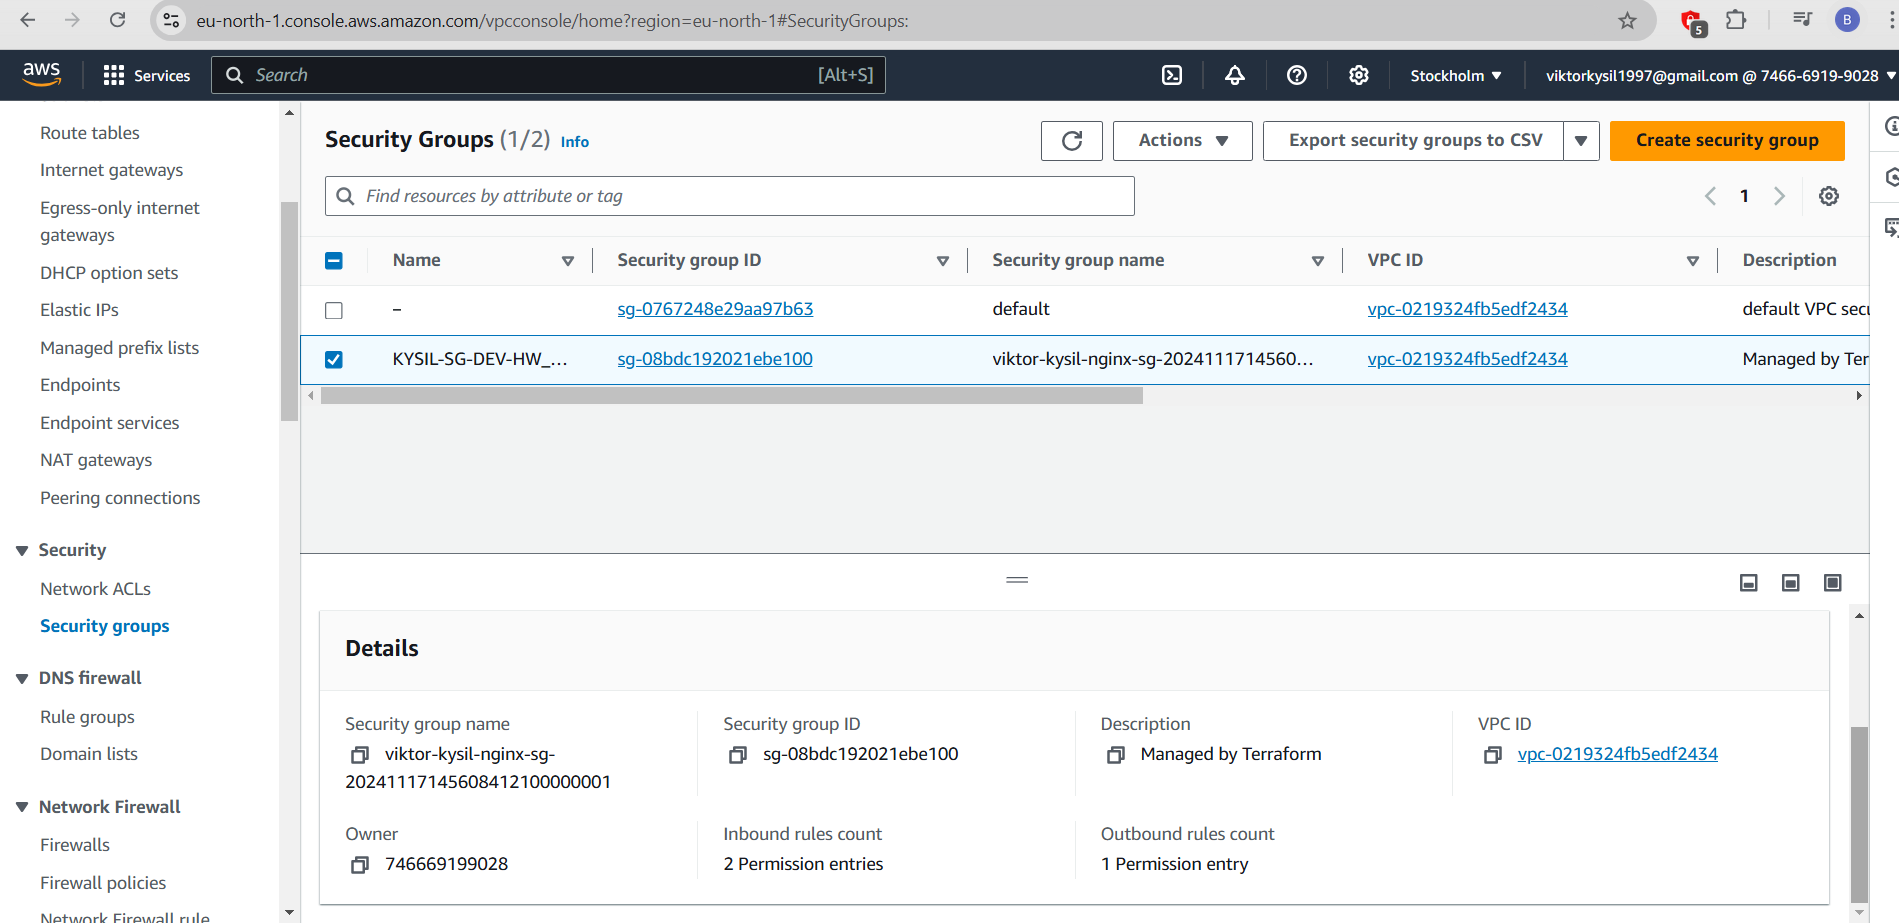 eu-north-1.console.aws.amazon.com/vpcconsole/home?region=eu-north-1#SecurityGroups:
5
B
aws
Services
Search
[Alt+S]
Stockholm
viktorkysil1997@gmail.com @ 7466-6919-9028
Route tables
Internet gateways
Egress-only internet
gateways
DHCP option sets
Elastic IPs
Managed prefix lists
Endpoints
Endpoint services
NAT gateways
Peering connections
Security
Network ACLs
Security groups
DNS firewall
Rule groups
Domain lists
Network Firewall
Firewalls
Firewall policies
Network Firewall rule
Security Groups (1/2) Info
Actions
Export security groups to CSV
Create security group
Find resources by attribute or tag
1
Name
Security group ID
Security group name
VPC ID
Description
– sg-0767248e29aa97b63 default vpc-0219324fb5edf2434 default VPC secu
KYSIL-SG-DEV-HW_... sg-08bdc192021ebe100 viktor-kysil-nginx-sg-2024111714560... vpc-0219324fb5edf2434 Managed by Ter
Details
Security group name
viktor-kysil-nginx-sg-
20241117145608412100000001
Security group ID
sg-08bdc192021ebe100
Description
Managed by Terraform
VPC ID
vpc-0219324fb5edf2434
Owner
746669199028
Inbound rules count
2 Permission entries
Outbound rules count
1 Permission entry